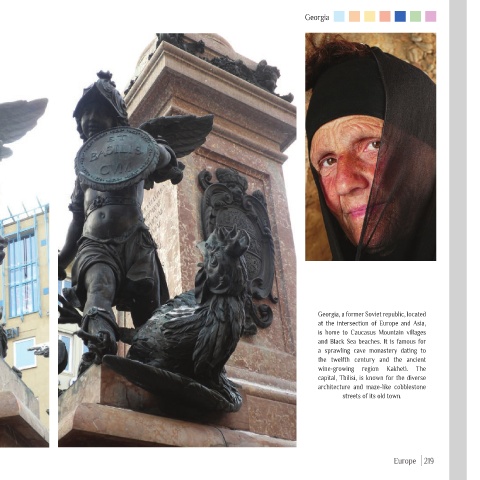 Georgia
BASILIS
Georgia, a former Soviet republic, located
at the intersection of Europe and Asia,
is home to Caucasus Mountain villages
and Black Sea beaches. It is famous for
a sprawling cave monastery dating to
the twelfth century and the ancient
wine-growing region Kakheti. The
capital, Tbilisi, is known for the diverse
architecture and maze-like cobblestone
streets of its old town.
Europe 219